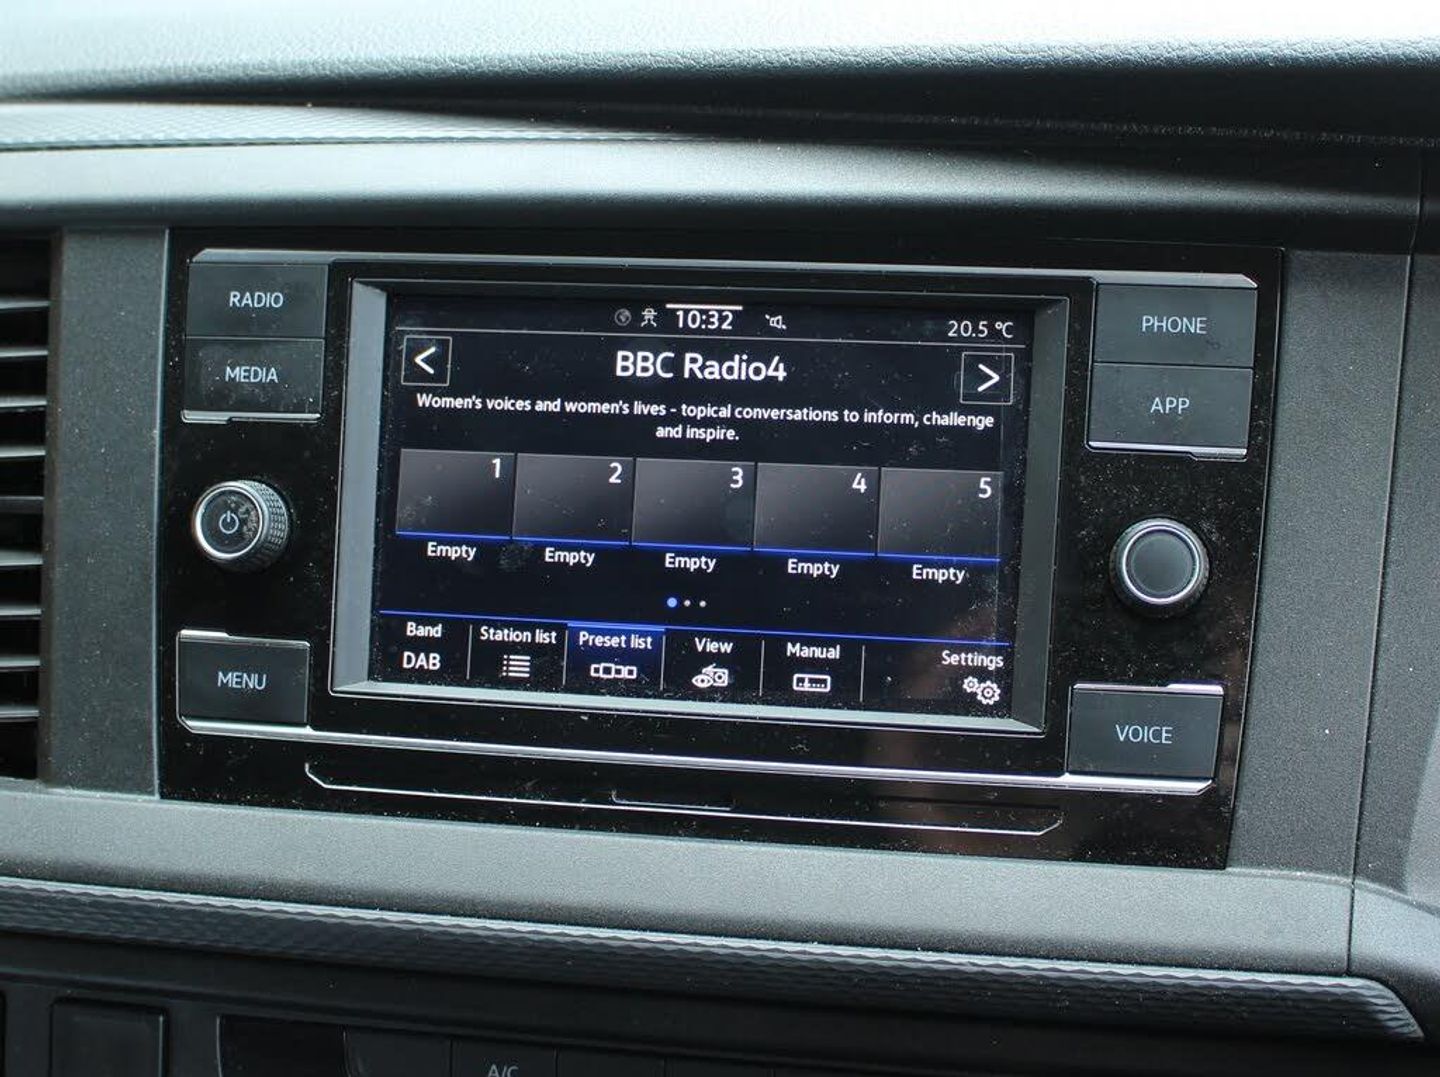 RADIO
MEDIA
MENU
10:32
20.5 °C
<
BBC Radio4
>
Women's voices and women's lives - topical conversations to inform, challenge
and inspire.
1
2
3
4
5
Empty
Empty
Empty
Empty
Empty
Band
Station list
Preset list
View
Manual
Settings
DAB
PHONE
APP
VOICE
A/C